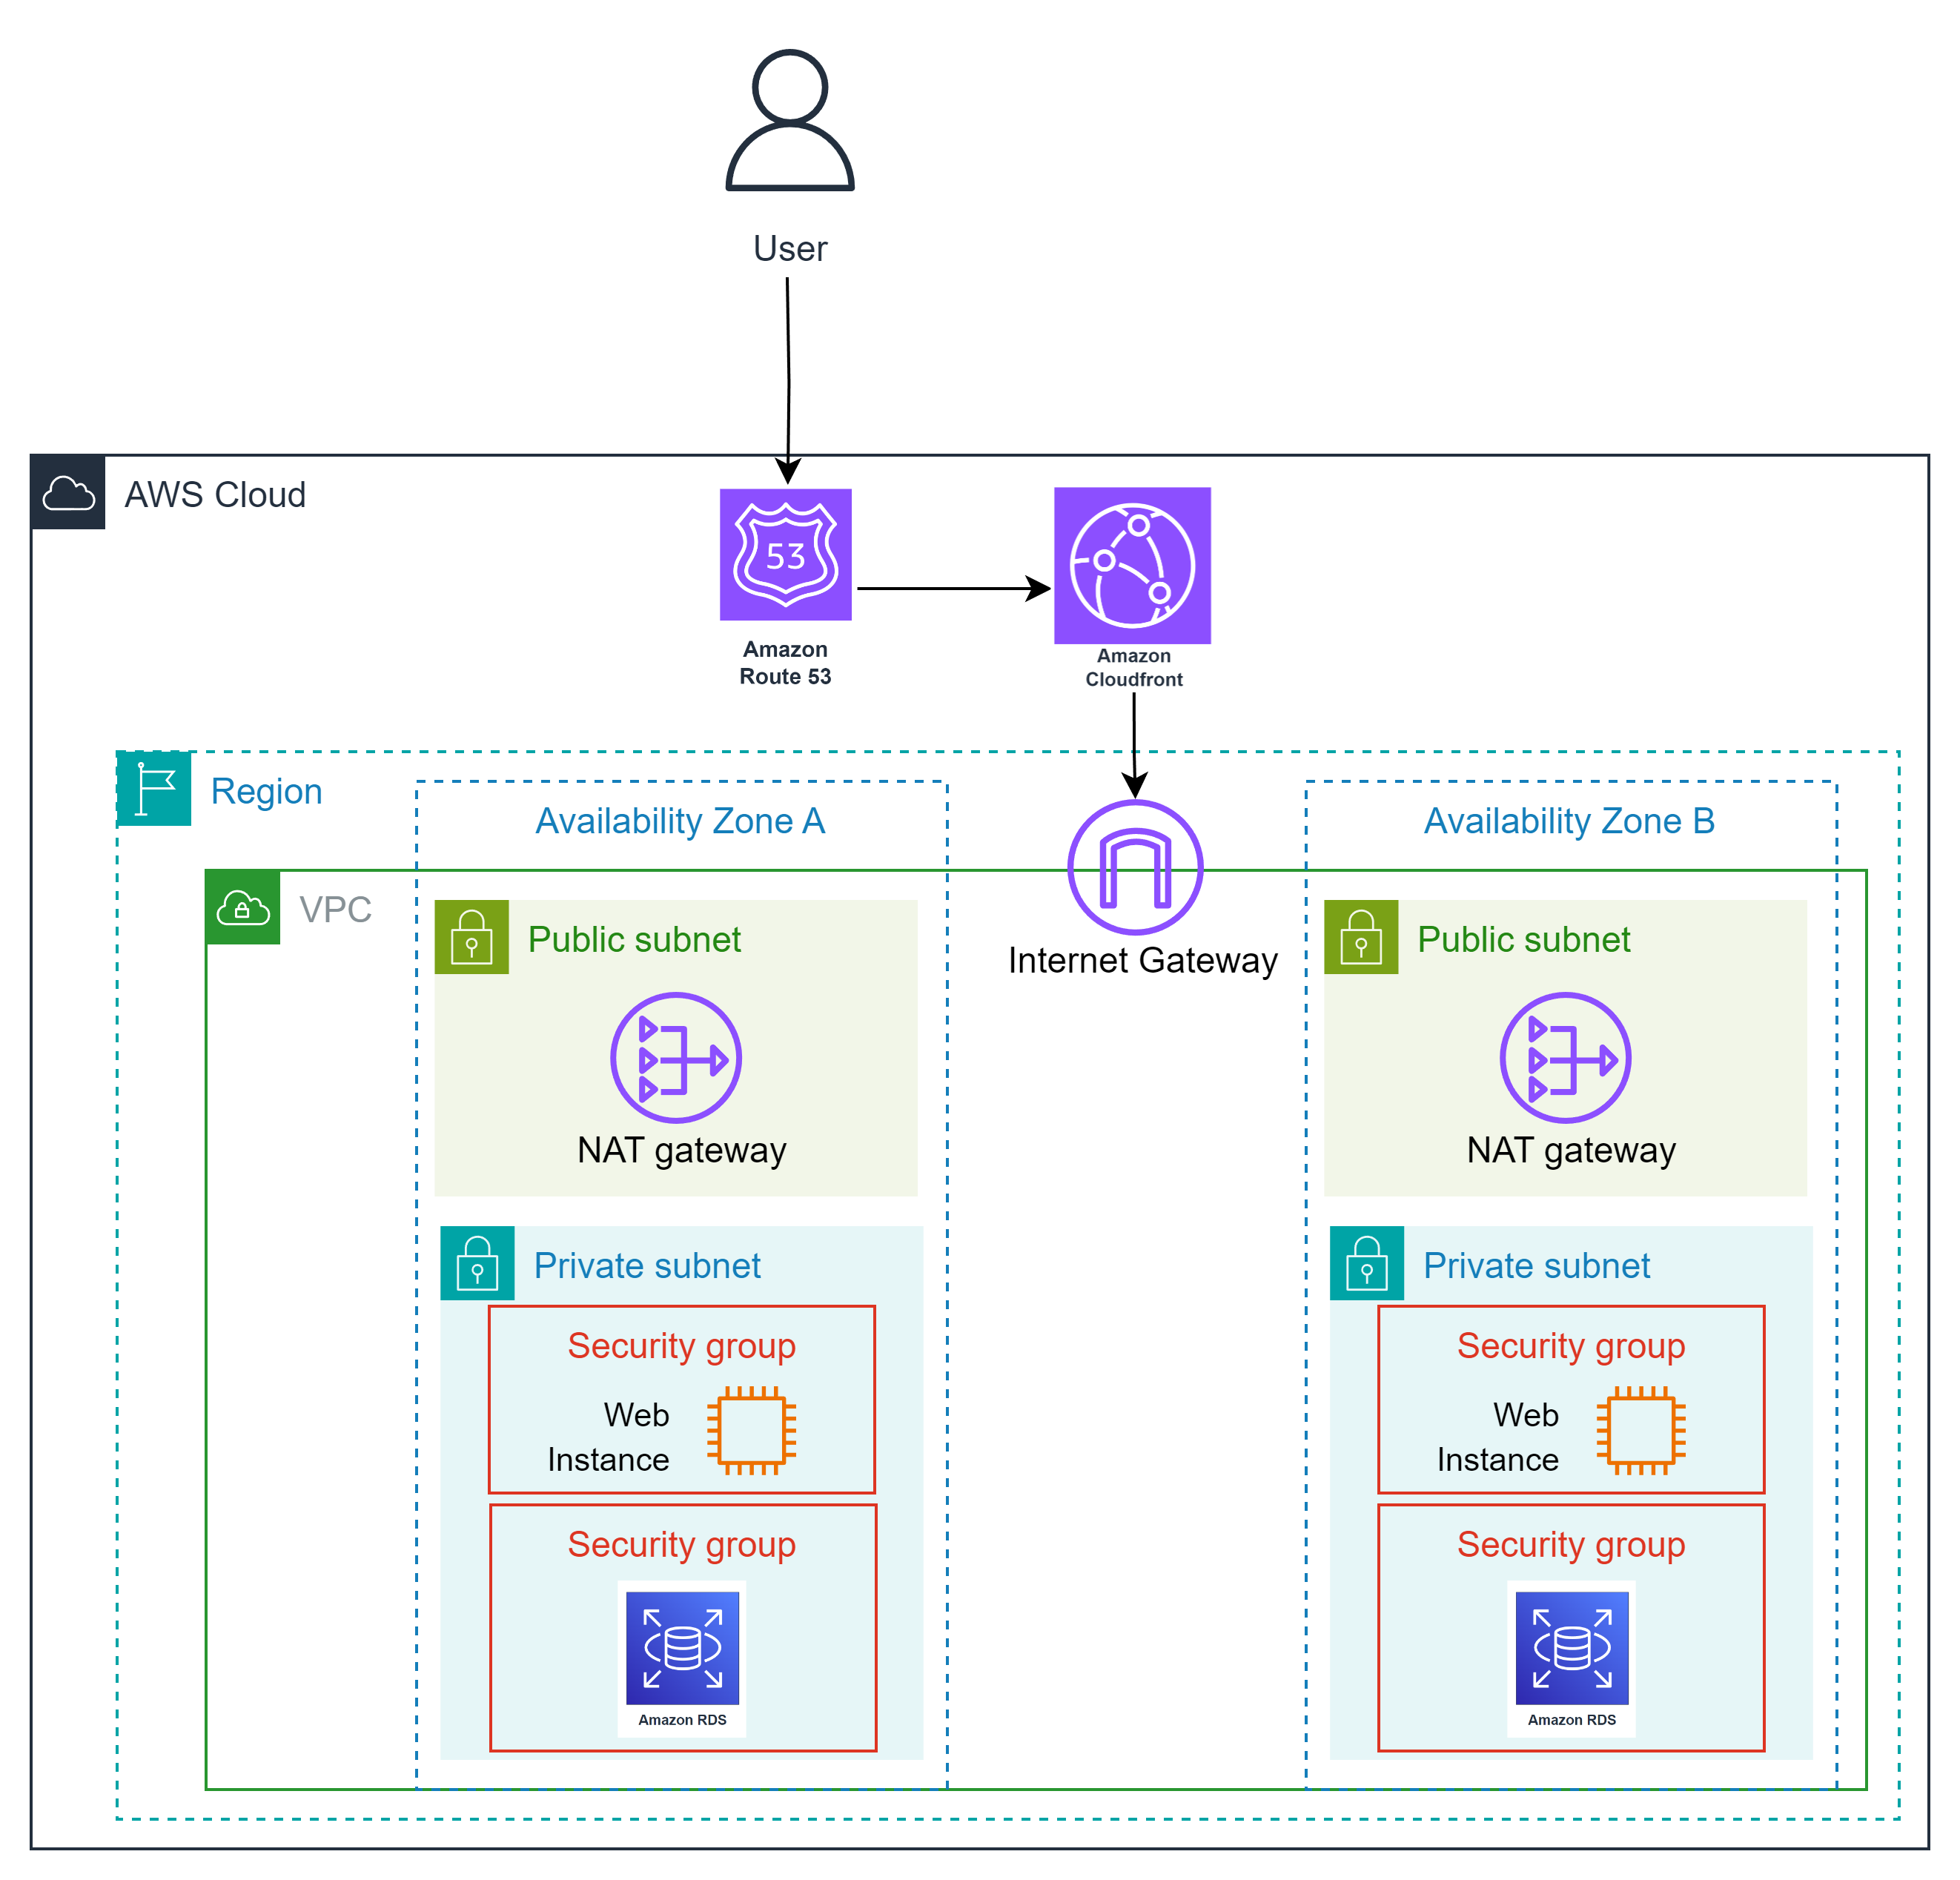 User
AWS Cloud
53
Amazon
Route 53
Amazon
Cloudfront
Region
Availability Zone A
Availability Zone B
VPC
Public subnet
Internet Gateway
Public subnet
NAT gateway
NAT gateway
Private subnet
Private subnet
Security group
Web
Instance
Security group
Web
Instance
Security group
Amazon RDS
Security group
Amazon RDS